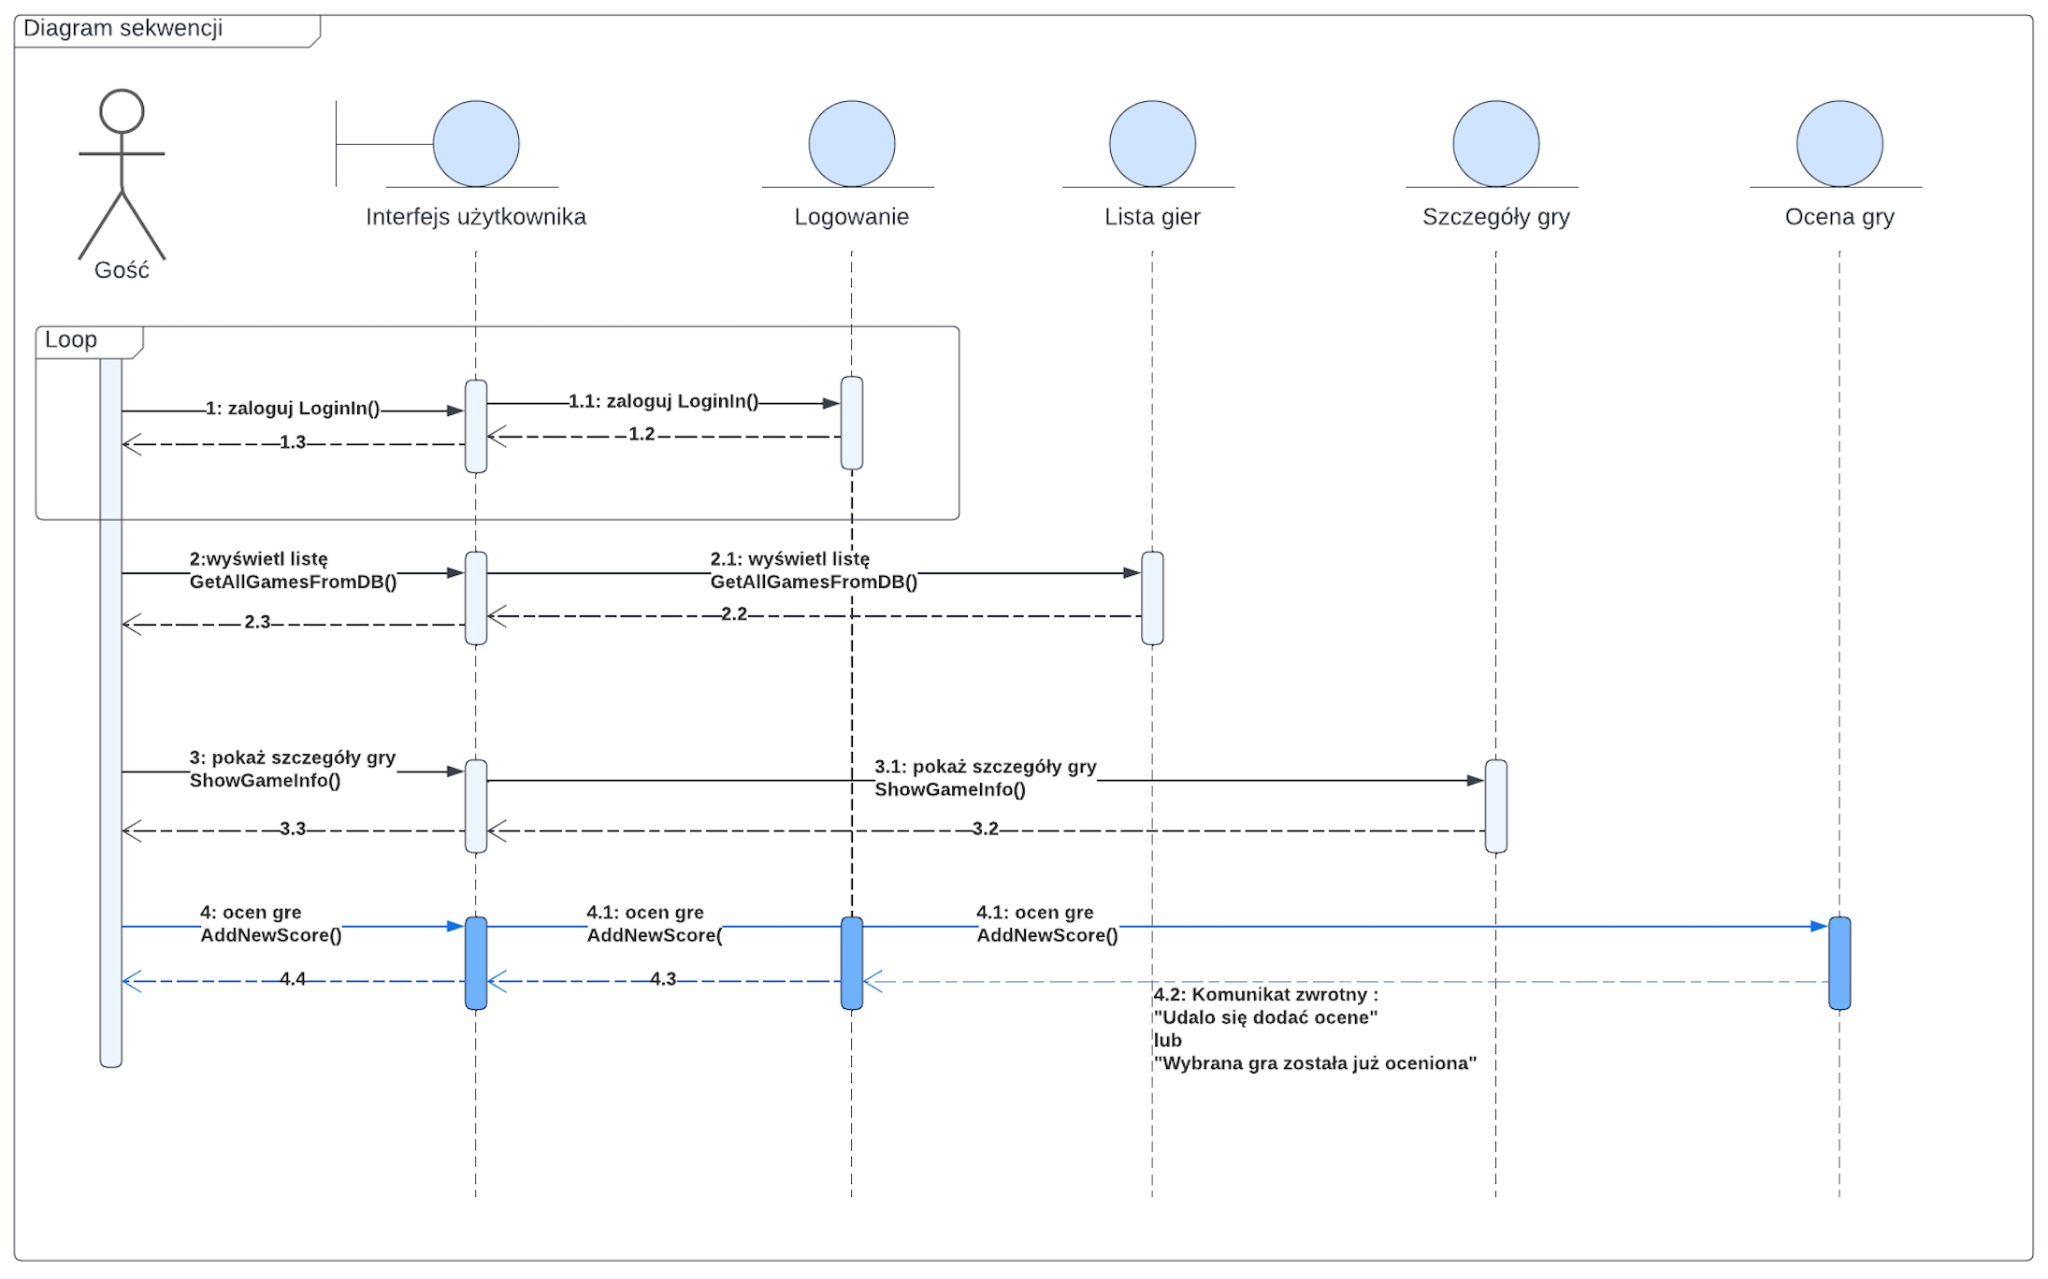 Diagram sekwencji
Gość
Interfejs użytkownika
Logowanie
Lista gier
Szczegóły gry
Ocena gry
Loop
1: zaloguj LoginIn()
1.1: zaloguj LoginIn()
1.2
1.3
2:wyświetl listę
GetAllGamesFromDB()
2.1: wyświetl listę
GetAllGamesFromDB()
2.2
2.3
3: pokaż szczegóły gry
ShowGameInfo()
3.1: pokaż szczegóły gry
ShowGameInfo()
3.2
3.3
4: ocen gre
AddNewScore()
4.1: ocen gre
AddNewScore(
4.1: ocen gre
AddNewScore()
4.4
4.3
4.2: Komunikat zwrotny :
"Udalo się dodać ocene"
lub
"Wybrana gra została już oceniona"